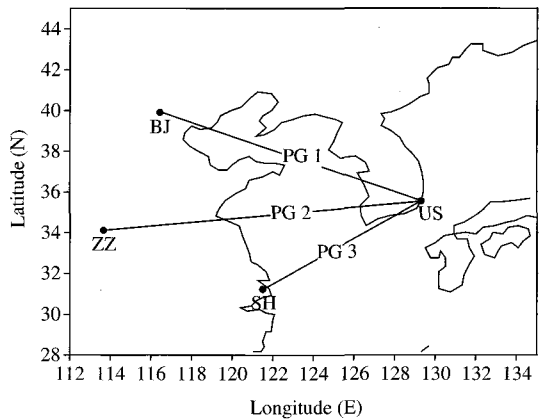 44
42
40
38
36
34
32
30
28
Latitude (N)
BJ
PG 1
PG 2
US
ZZ
PG 3
SH
112 114 116 118 120 122 124 126 128 130 132 134
Longitude (E)